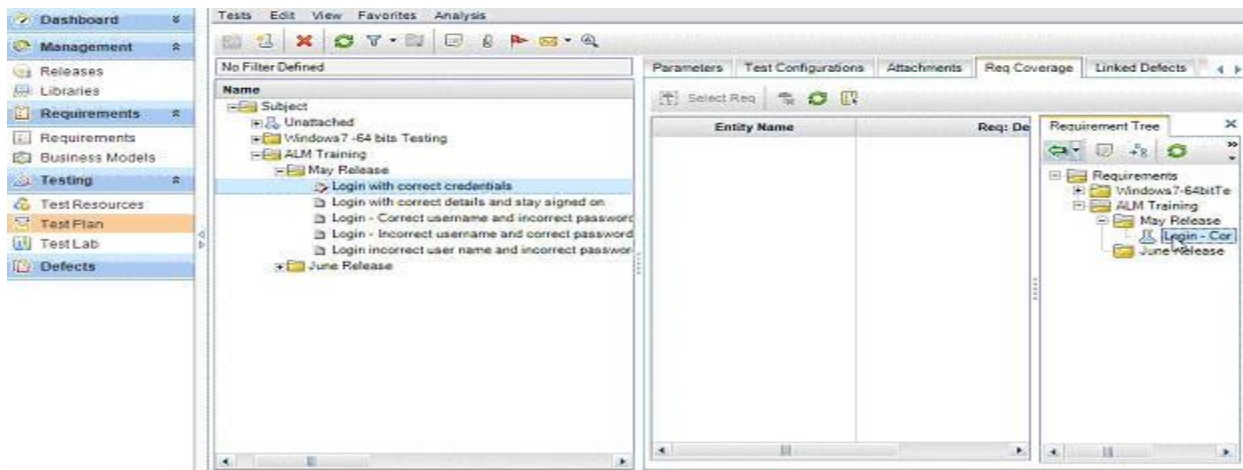 Dashboard
Management
Releases
Libraries
Requirements
Requirements
Business Models
Testing
Test Resources
Test Plan
Test Lab
Defects
Tests Edit View Favorites Analysis
No Filter Defined
Name
Subject
Unattached
Windows7 -64 bits Testing
ALM Training
May Release
Login with correct credentials
Login with correct details and stay signed on
Login - Correct username and incorrect password
Login - Incorrect username and correct password
Login incorrect user name and incorrect passwor
June Release
Parameters Test Configurations Attachments Req Coverage Linked Defects
Select Req
Entity Name Req: De
Requirement Tree
Requirements
Windows7-64bitTe
ALM Training
May Release
Login - Cor
June Release